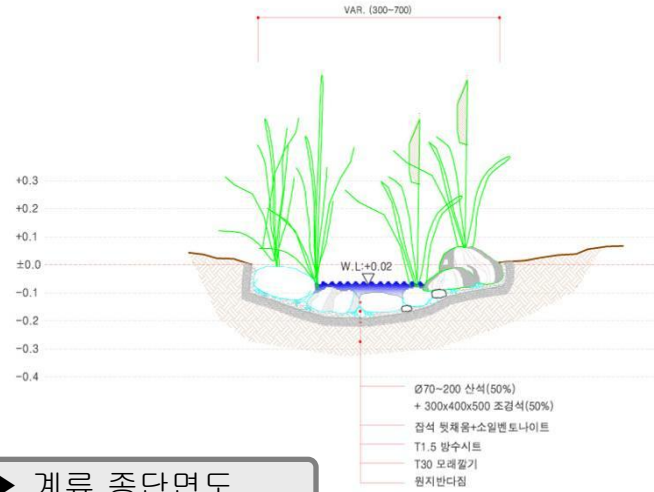 VAR. (300~700)
+0.3
+0.2
+0.1
±0.0
W.L:+0.02
-0.1
-0.2
-0.3
-0.4
Ø70~200 산석(50%)
+ 300x400x500 조경석(50%)
잡석 뒷채움+소일벤토나이트
T1.5 방수시트
T30 모래깔기
원지반다짐
▶ 계류 종단면도